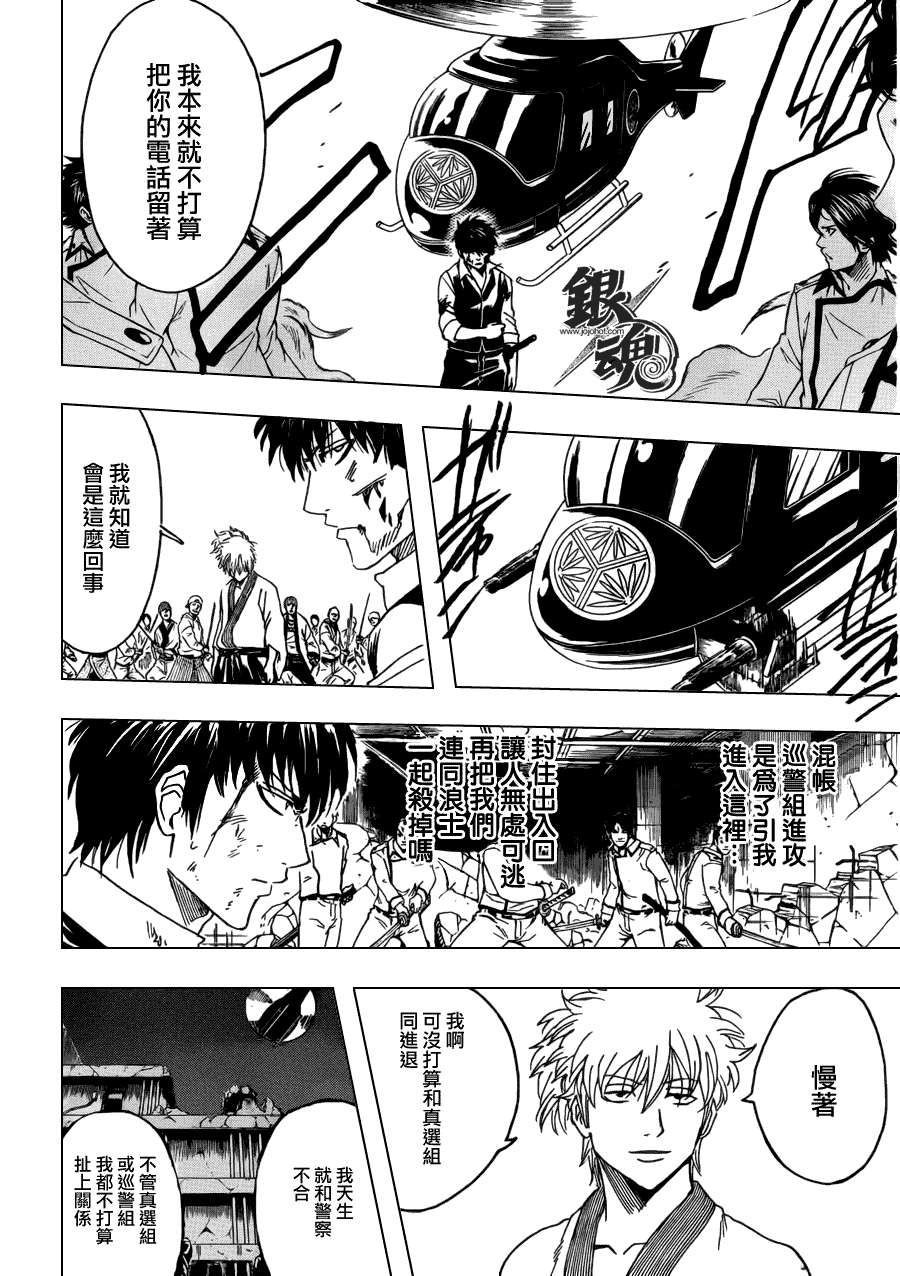 我本來就不打算
把你的電話留著
銀魂
www.jojohot.com
我就知道
會是這麼回事
混帳
巡警組進攻
是為了引我
進入這裡…
封住出入口
讓人無處可逃
再把我們
連同浪士
一起殺掉嗎
慢著
我啊
可沒打算和真選組
同進退
我天生
就和警察
不合
不管真選組
或巡警組
我都不打算
扯上關係